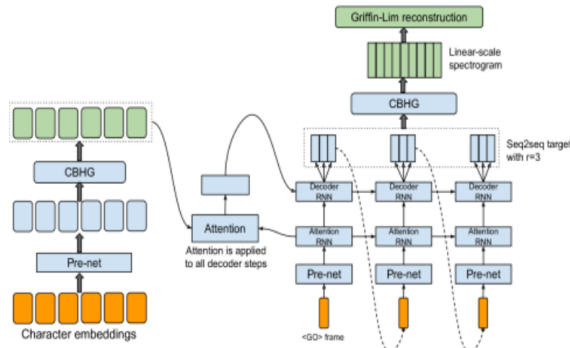 Griffin-Lim reconstruction
Linear-scale
spectrogram
CBHG
Seq2seq target
with r=3
CBHG
Decoder
RNN
Decoder
RNN
Decoder
RNN
Attention
Attention
RNN
Attention
RNN
Attention
RNN
Attention is applied
to all decoder steps
Pre-net
Pre-net
Pre-net
Pre-net
Character embeddings
<GO> frame